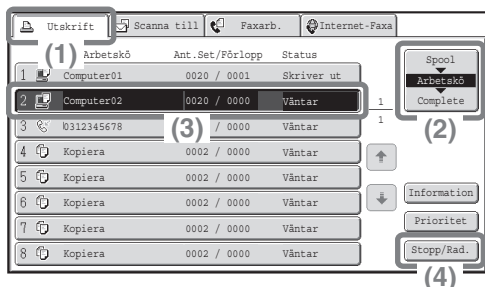 Utskrift Scanna till Faxarb. Internet-Faxa
(1) Arbetskö Ant.Set/Förlopp Status
1 Computer01 0020 / 0001 Skriver ut
2 Computer02 0020 / 0000 Väntar
3 0312345678 (3) / 0000 Väntar
4 Kopiera 0002 / 0000 Väntar
5 Kopiera 0002 / 0000 Väntar
6 Kopiera 0002 / 0000 Väntar
7 Kopiera 0002 / 0000 Väntar
8 Kopiera 0002 / 0000 Väntar
1
1
Spool
Arbetskö
Complete
(2)
Information
Prioritet
Stopp/Rad.
(4)